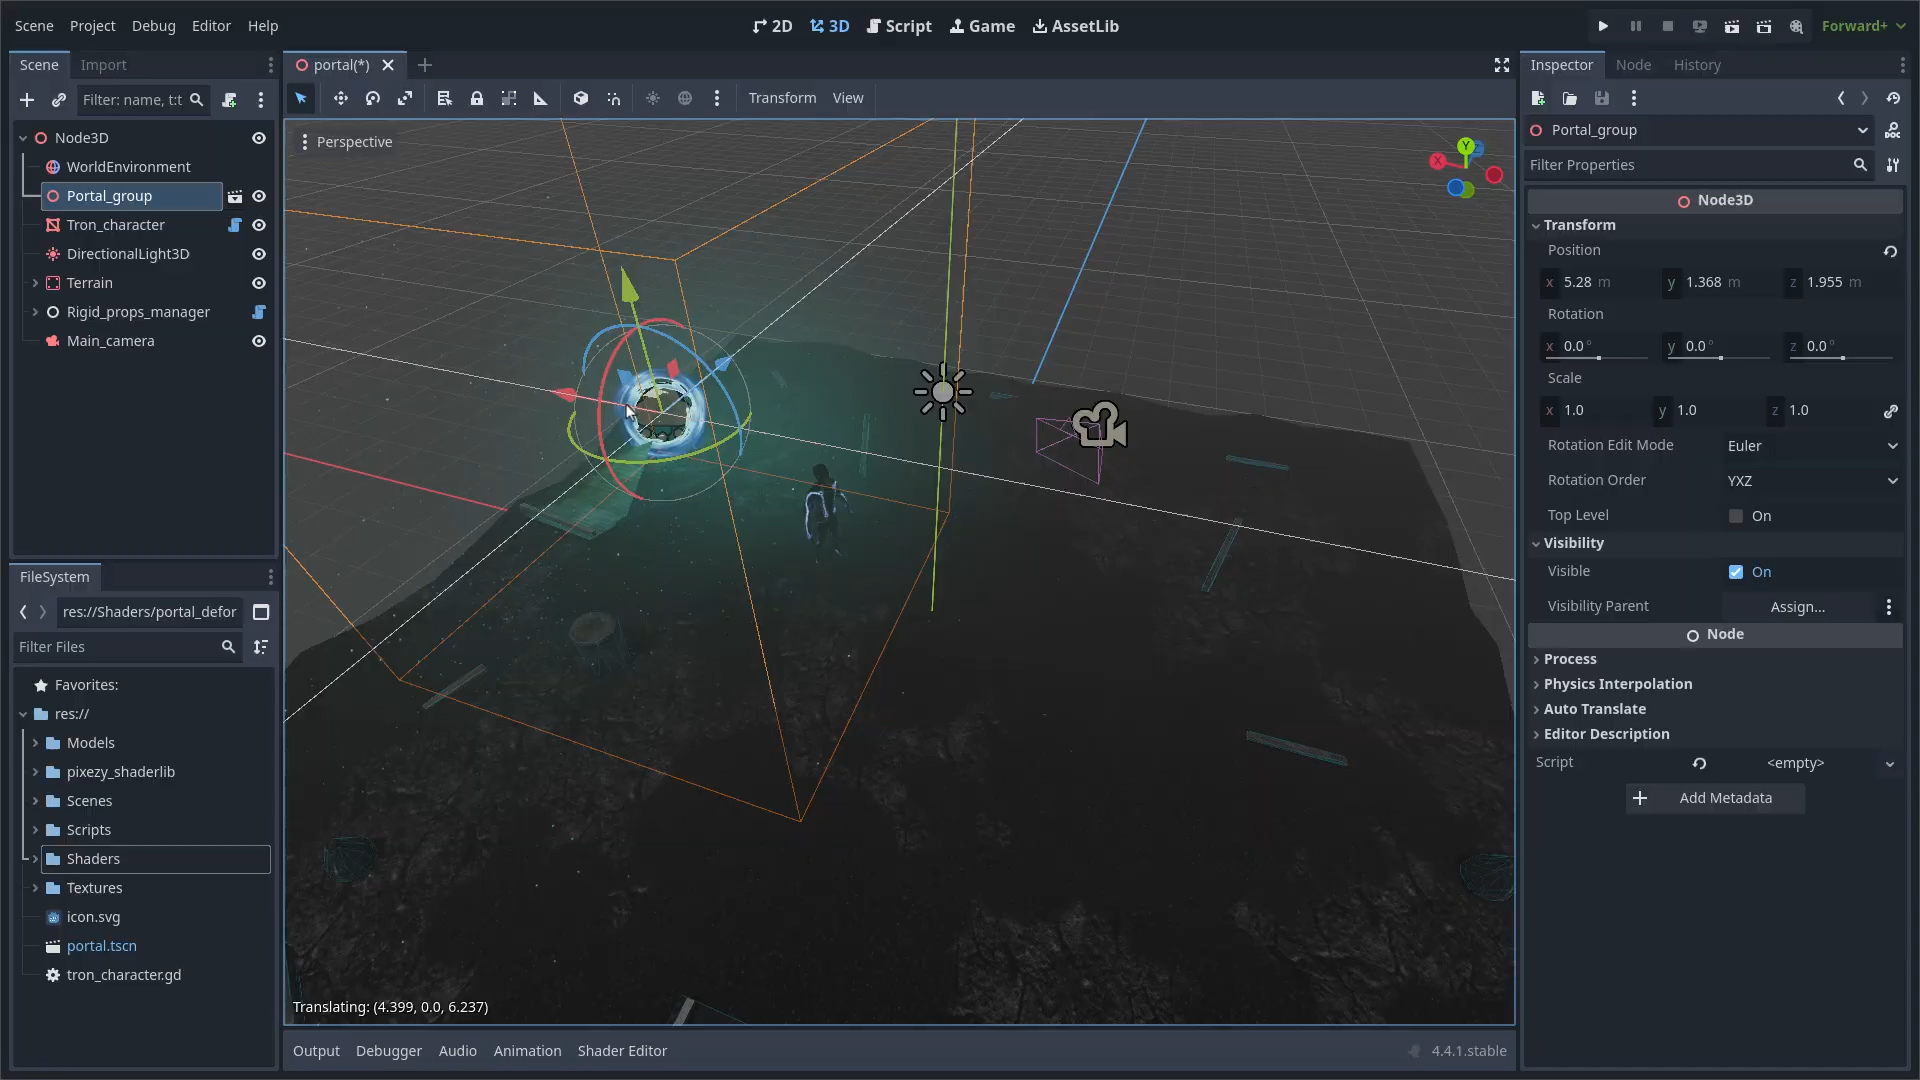 Scene Project Debug Editor Help
2D 3D Script Game AssetLib
Forward+
Scene Import
portal(*)
Inspector Node History
Filter: name, t:t
Transform View
Portal_group
Filter Properties
Node3D
WorldEnvironment
Portal_group
Tron_character
DirectionalLight3D
Terrain
Rigid_props_manager
Main_camera
Perspective
Y
X
Z
Translating: (4.399, 0.0, 6.237)
Node3D
Transform
Position
x 5.28 m y 1.368 m z 1.955 m
Rotation
x 0.0 ° y 0.0 ° z 0.0 °
Scale
x 1.0 y 1.0 z 1.0
Rotation Edit Mode Euler
Rotation Order YXZ
Top Level On
Visibility
Visible On
Visibility Parent Assign...
Node
Process
Physics Interpolation
Auto Translate
Editor Description
Script <empty>
Add Metadata
FileSystem
res://Shaders/portal_defor
Filter Files
Favorites:
res://
Models
pixezy_shaderlib
Scenes
Scripts
Shaders
Textures
icon.svg
portal.tscn
tron_character.gd
Output Debugger Audio Animation Shader Editor
4.4.1.stable